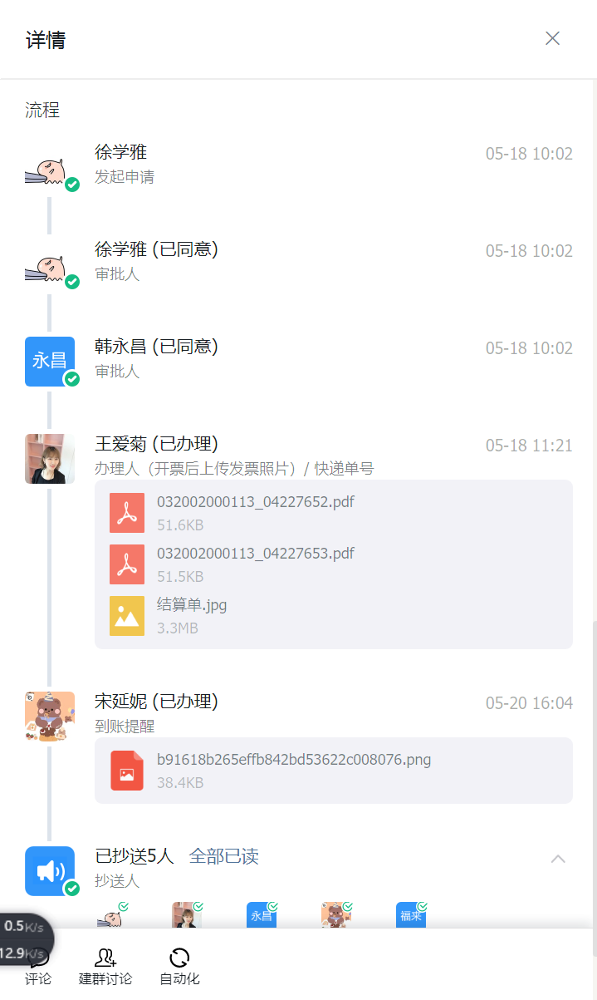 详情
流程
徐学雅
05-18 10:02
发起申请
徐学雅 (已同意)
05-18 10:02
审批人
永昌
韩永昌 (已同意)
05-18 10:02
审批人
王爱菊 (已办理)
05-18 11:21
办理人（开票后上传发票照片）/ 快递单号
032002000113_04227652.pdf
51.6KB
032002000113_04227653.pdf
51.5KB
结算单.jpg
3.3MB
宋延妮 (已办理)
05-20 16:04
到账提醒
b91618b265effb842bd53622c008076.png
38.4KB
已抄送5人 全部已读
抄送人
永昌
福来
0.5K/s
12.9K/s
评论
建群讨论
自动化